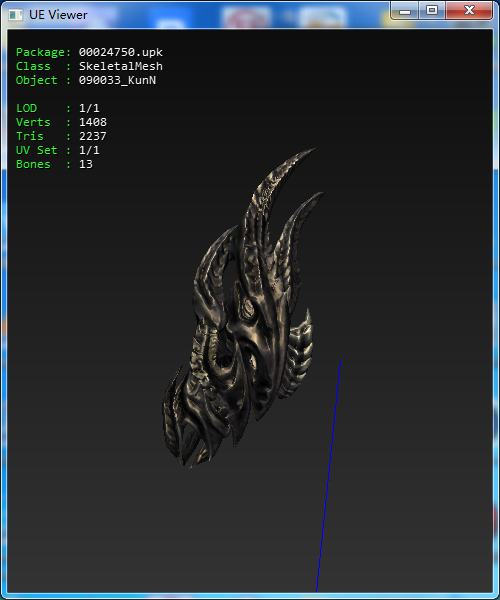 UE Viewer
Package: 00024750.upk
Class : SkeletalMesh
Object : 090033_KunN
LOD : 1/1
Verts : 1408
Tris : 2237
UV Set : 1/1
Bones : 13